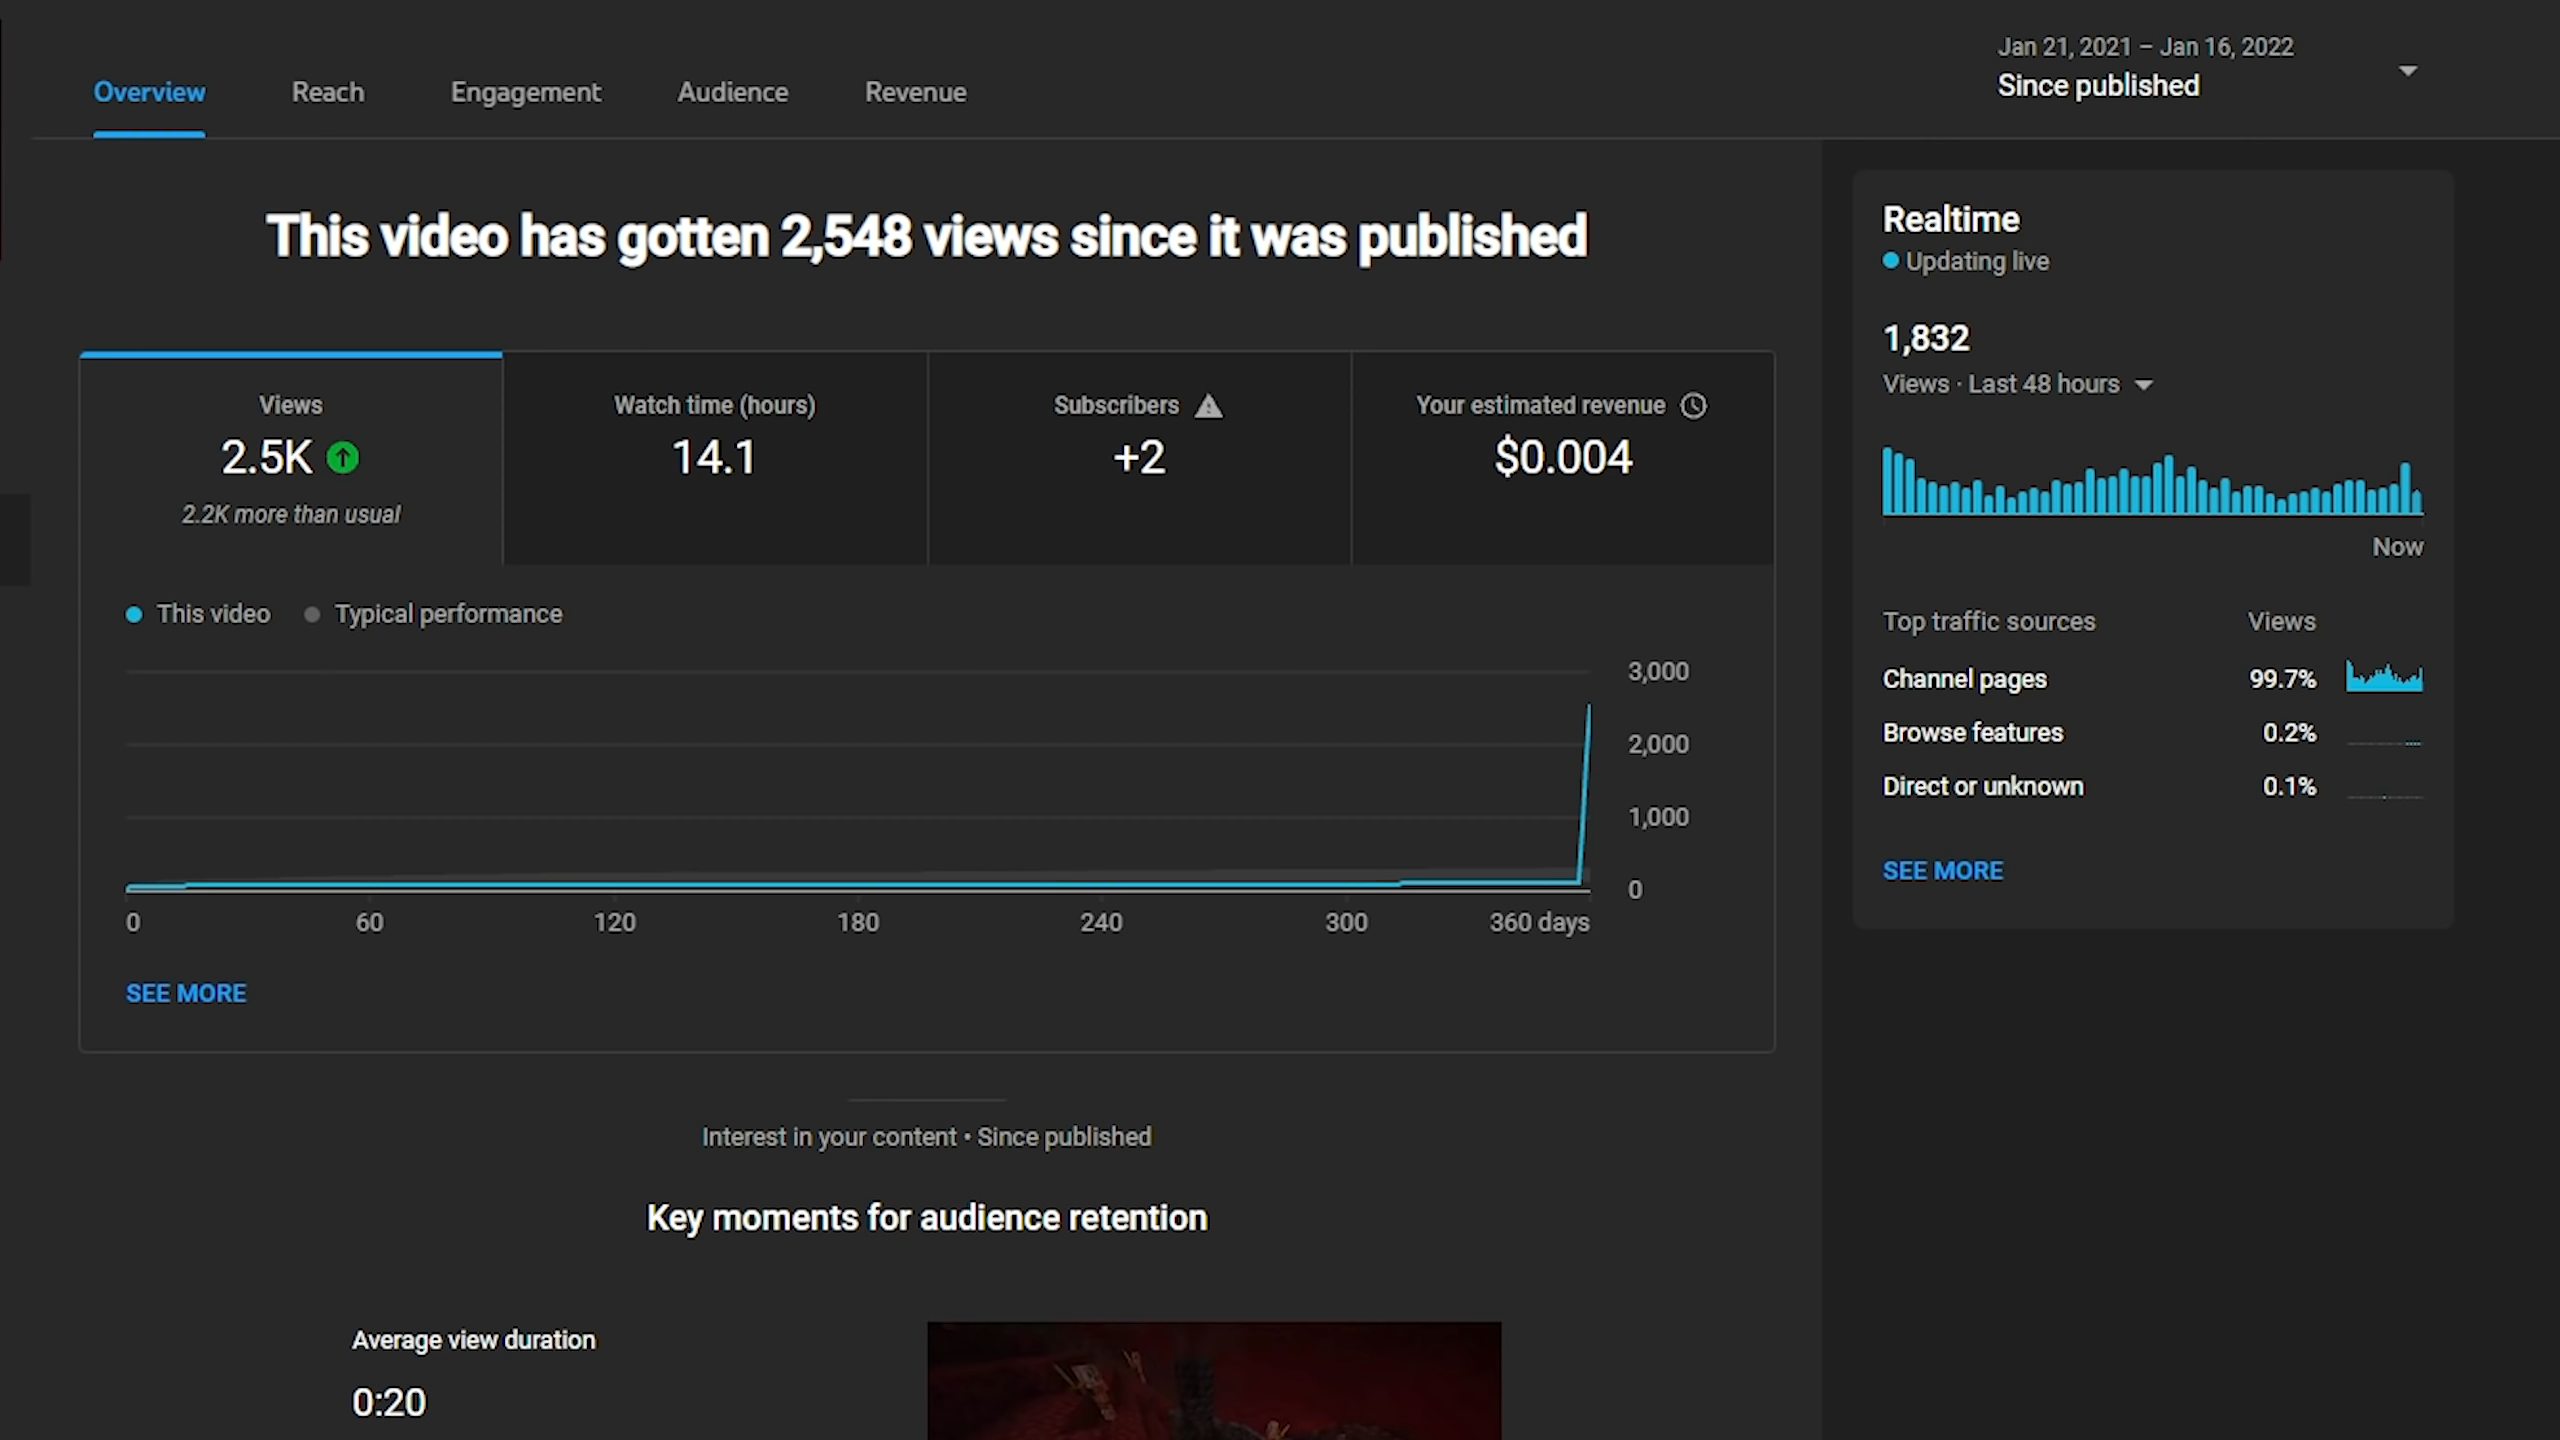 Overview Reach Engagement Audience Revenue
Jan 21, 2021 – Jan 16, 2022
Since published
This video has gotten 2,548 views since it was published
Views
2.5K
2.2K more than usual
Watch time (hours)
14.1
Subscribers
+2
Your estimated revenue
$0.004
This video Typical performance
3,000
2,000
1,000
0
0 60 120 180 240 300 360 days
SEE MORE
Interest in your content • Since published
Key moments for audience retention
Average view duration
0:20
Realtime
Updating live
1,832
Views · Last 48 hours
Now
Top traffic sources Views
Channel pages 99.7%
Browse features 0.2%
Direct or unknown 0.1%
SEE MORE